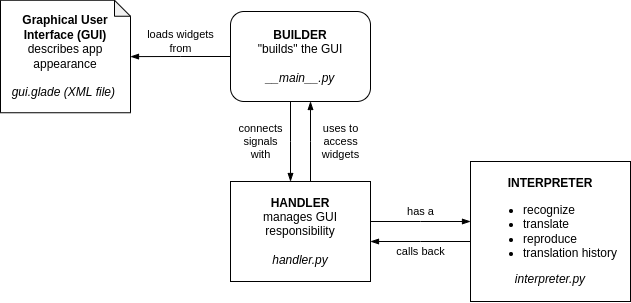 Graphical User
Interface (GUI)
describes app
appearance
gui.glade (XML file)
loads widgets
from
BUILDER
"builds" the GUI
__main__.py
connects
signals
with
uses to
access
widgets
HANDLER
manages GUI
responsibility
handler.py
has a
calls back
INTERPRETER
• recognize
• translate
• reproduce
• translation history
interpreter.py